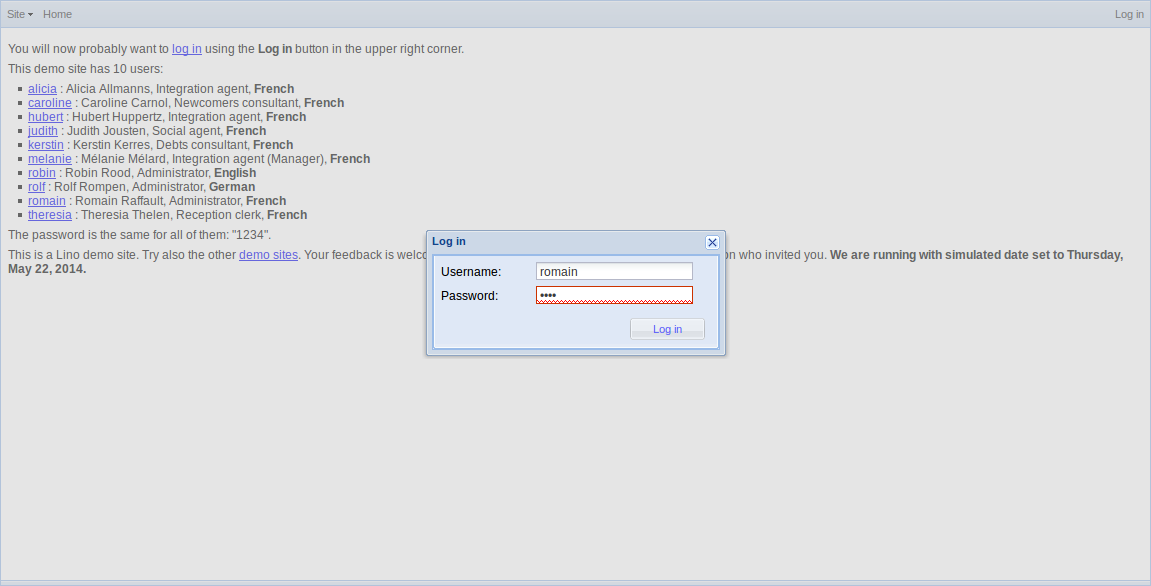 Site Home Log in
You will now probably want to log in using the Log in button in the upper right corner.
This demo site has 10 users:
alicia : Alicia Allmanns, Integration agent, French
caroline : Caroline Carnol, Newcomers consultant, French
hubert : Hubert Huppertz, Integration agent, French
judith : Judith Jousten, Social agent, French
kerstin : Kerstin Kerres, Debts consultant, French
melanie : Mélanie Mélard, Integration agent (Manager), French
robin : Robin Rood, Administrator, English
rolf : Rolf Rompen, Administrator, German
romain : Romain Raffault, Administrator, French
theresia : Theresia Thelen, Reception clerk, French
The password is the same for all of them: "1234".
This is a Lino demo site. Try also the other demo sites. Your feedback is who invited you. We are running with simulated date set to Thursday,
May 22, 2014.
Log in
Username: romain
Password: ••••
Log in